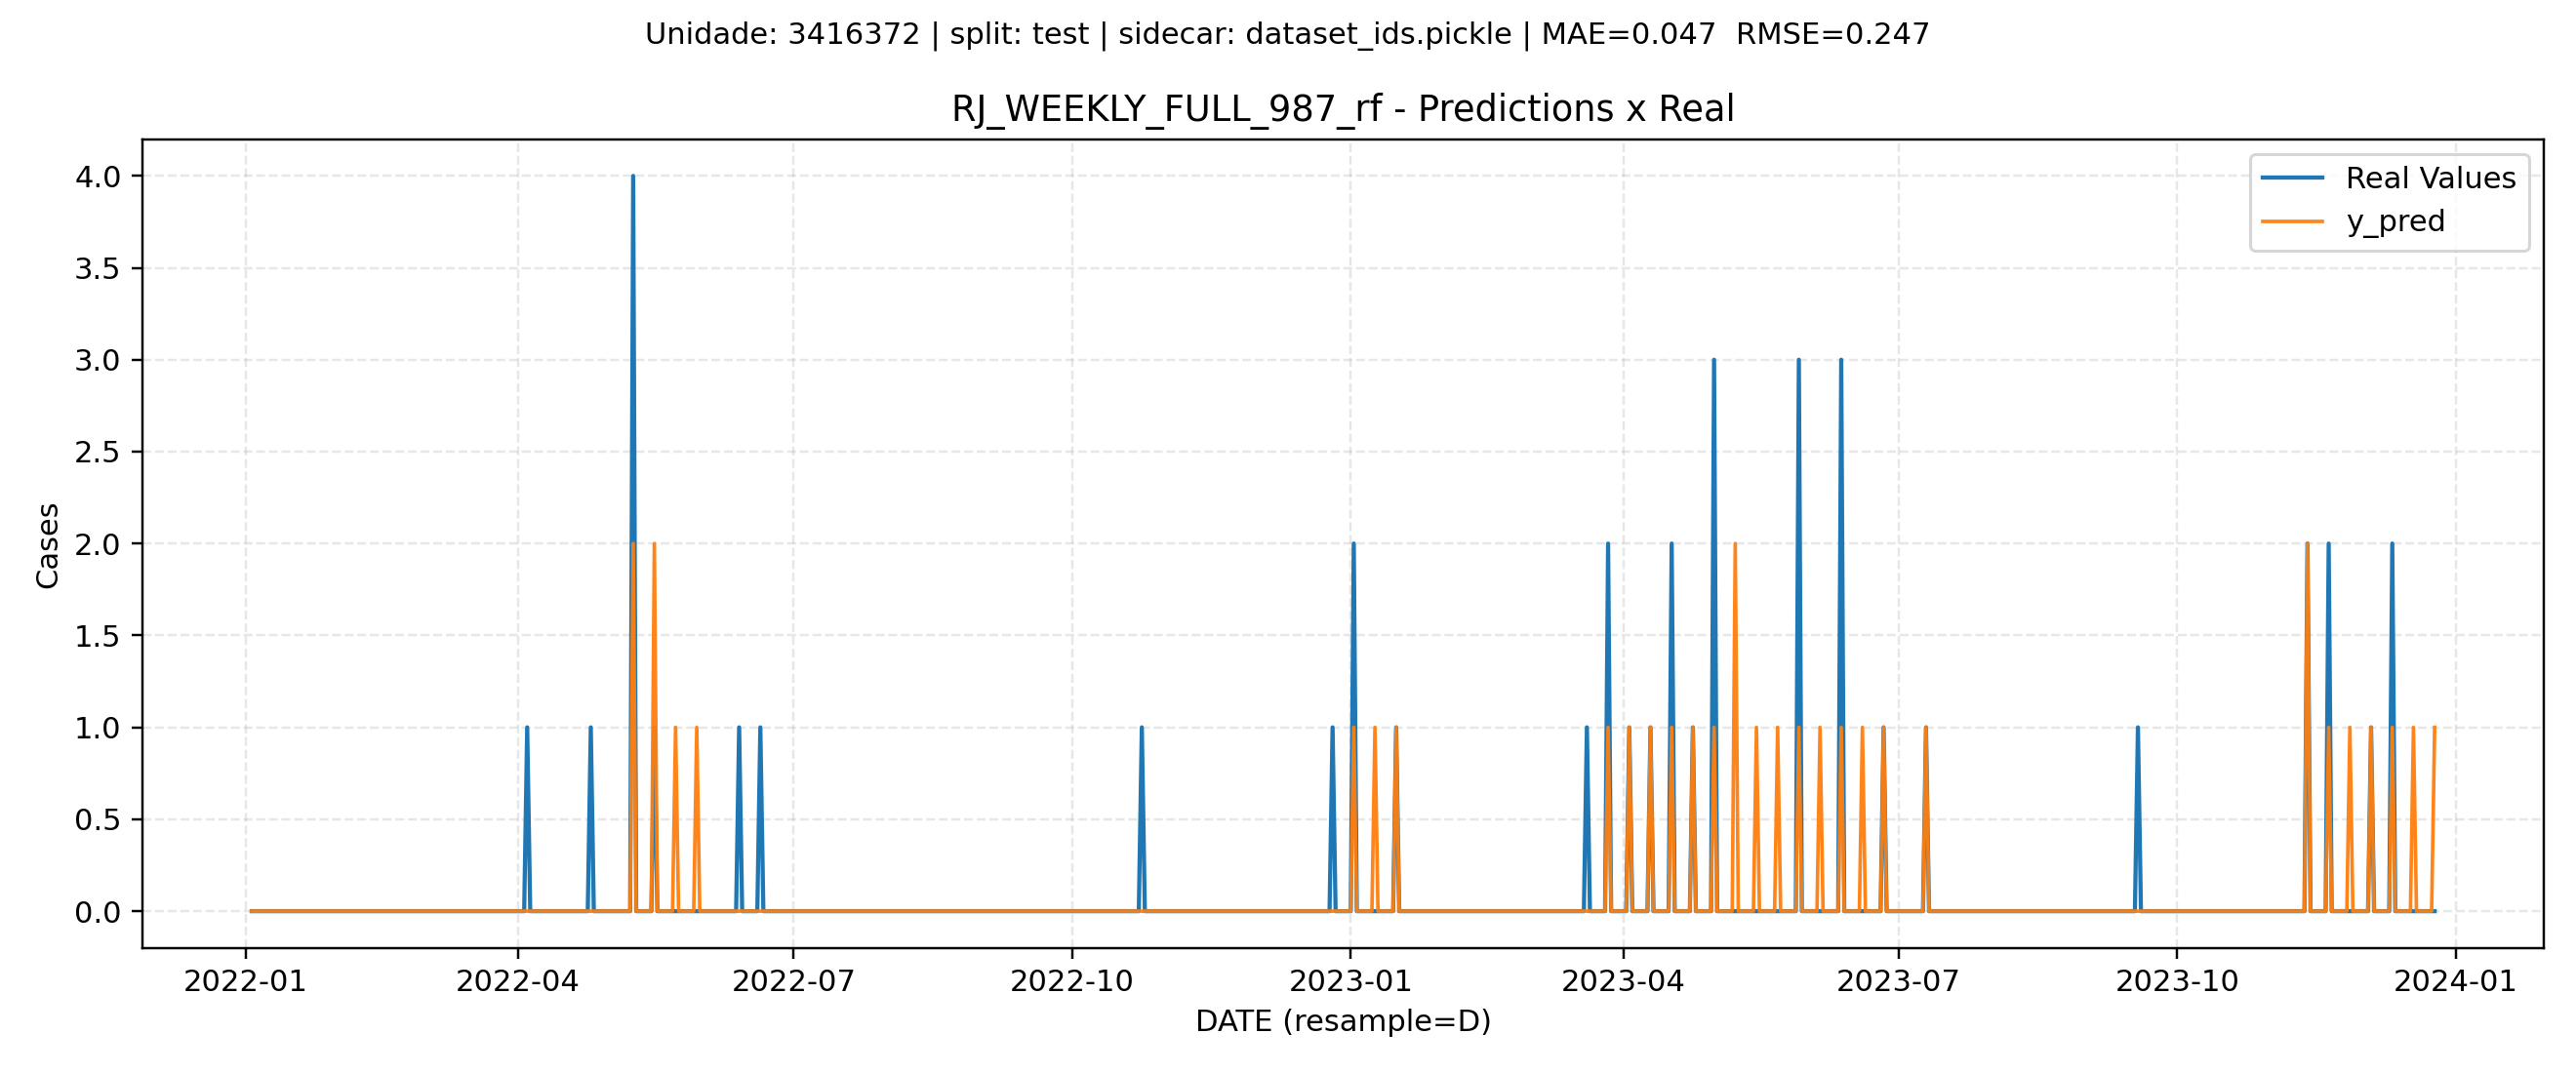 Unidade: 3416372 | split: test | sidecar: dataset_ids.pickle | MAE=0.047  RMSE=0.247
RJ_WEEKLY_FULL_987_rf - Predictions x Real
Real Values
y_pred
Cases
4.0
3.5
3.0
2.5
2.0
1.5
1.0
0.5
0.0
2022-01 2022-04 2022-07 2022-10 2023-01 2023-04 2023-07 2023-10 2024-01
DATE (resample=D)